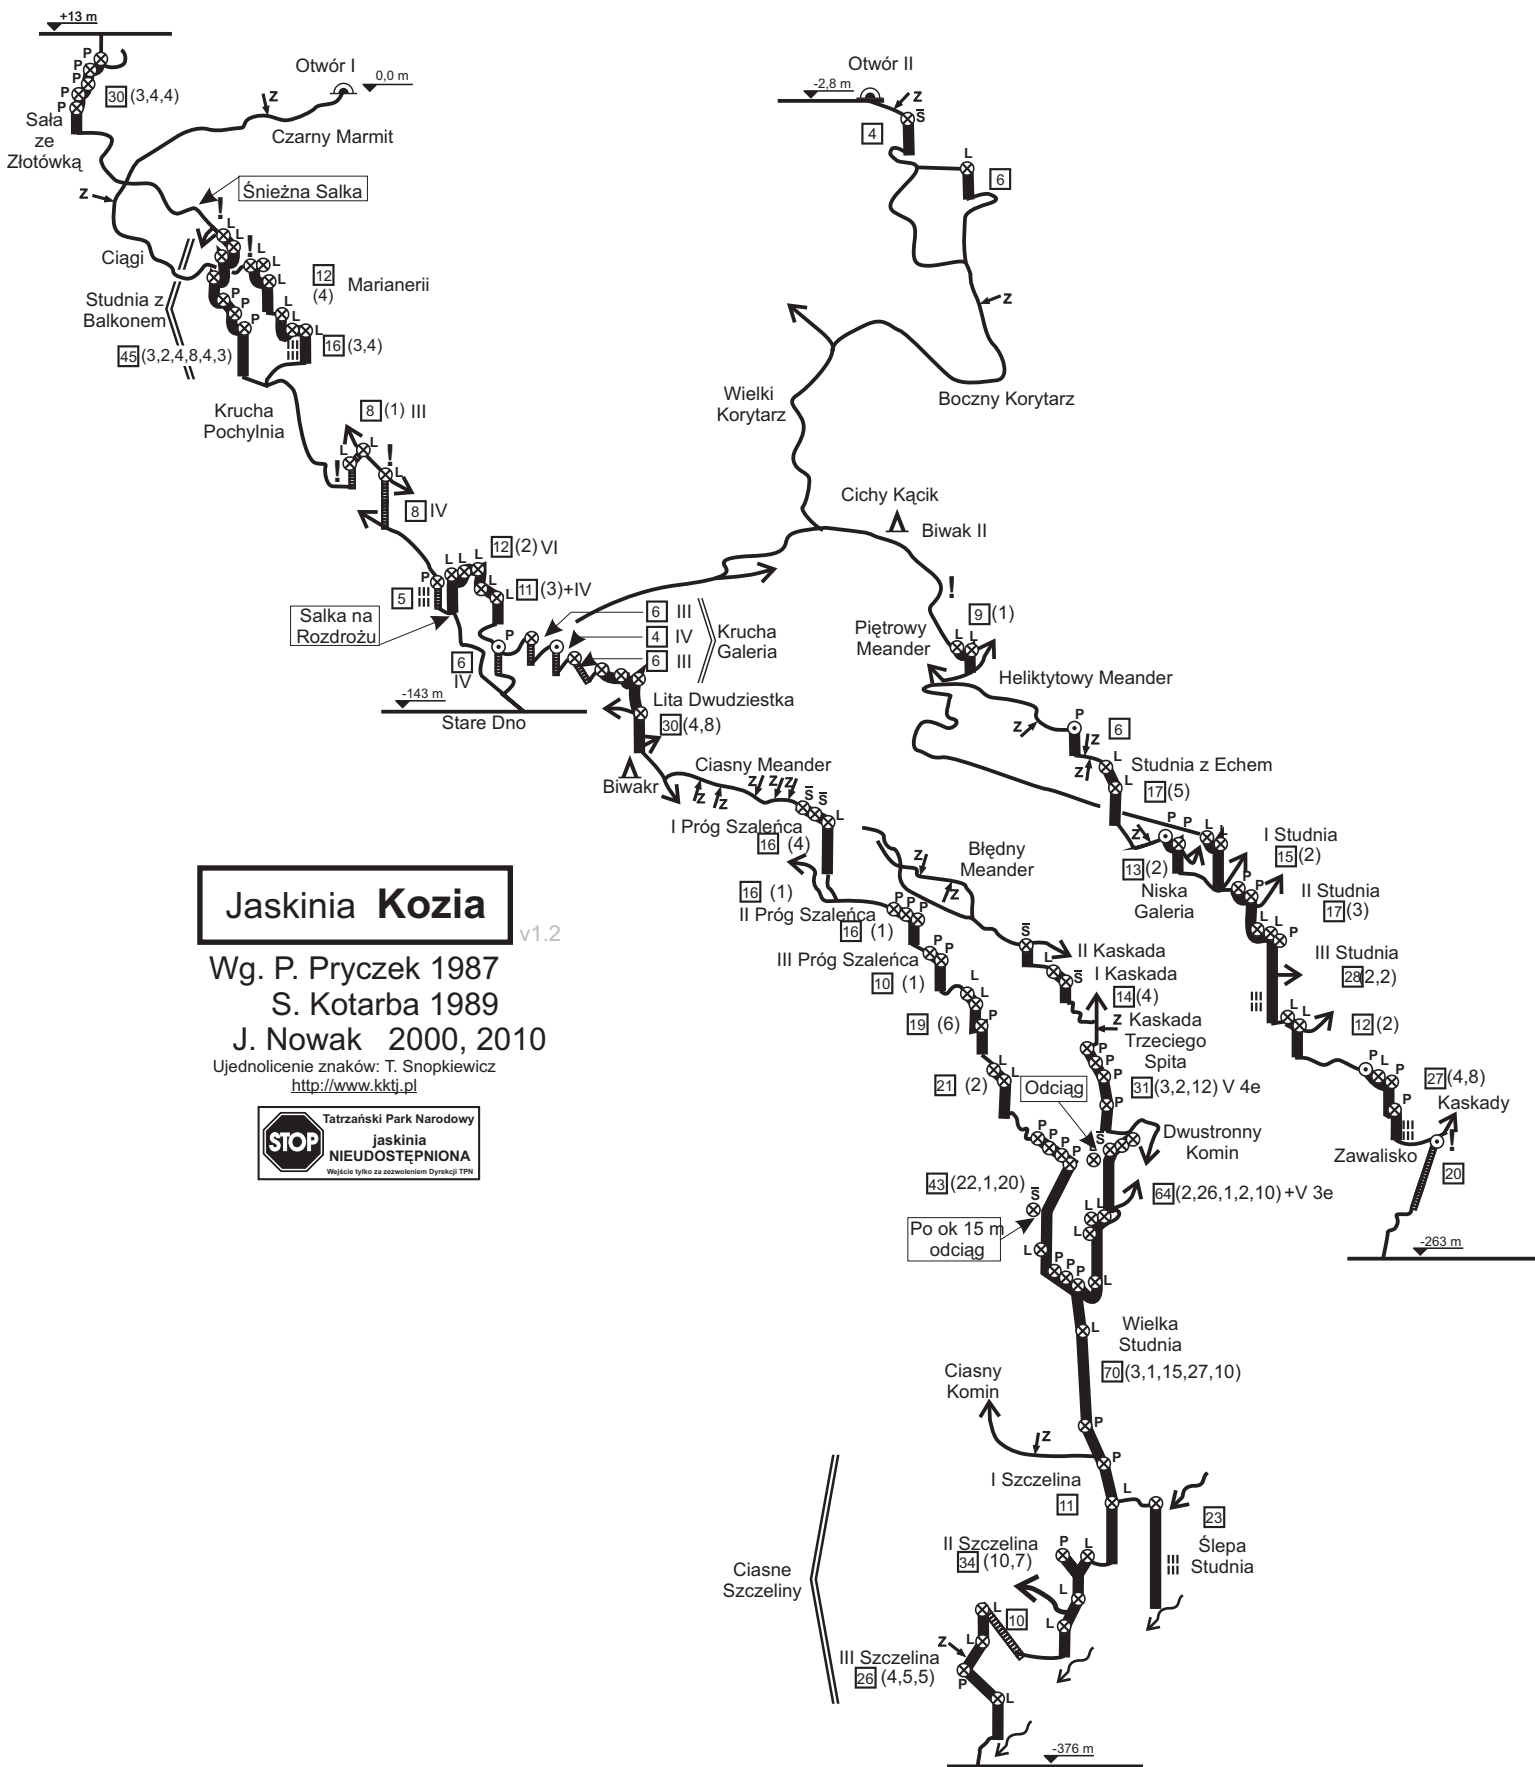 +13 m
P
P
P
P
P
30 (3,4,4)
Sała
ze
Złotówką
Otwór I
0,0 m
z
Czarny Marmit
z
Śnieżna Salka
!
L
L
!
L
L
L
Ciągi
12
(4)
Marianerii
Studnia z
Balkonem
L
P
P
P
L
L
L
16 (3,4)
45 (3,2,4,8,4,3)
Krucha
Pochylnia
8 (1) III
L
L
!
!
L
8 IV
12 (2) VI
L L L
P
L
L
11 (3)+IV
5
Salka na
Rozdrożu
P
6
IV
6 III
4 IV
6 III
Krucha
Galeria
-143 m
Stare Dno
Lita Dwudziestka
30 (4,8)
Biwakr
Ciasny Meander
z z z z z
S S
L
I Próg Szaleńca
16 (4)
16 (1)
II Próg Szaleńca
P P P
16 (1)
III Próg Szaleńca
P P
10 (1)
L
L
P
19 (6)
L
L
21 (2)
P P P P
43 (22,1,20)
S
Po ok 15 m
odciąg
L
P P P
Otwór II
-2,8 m
z
S
4
L
6
z
Boczny Korytarz
Wielki
Korytarz
Cichy Kącik
Biwak II
!
9 (1)
L L
Piętrowy
Meander
Heliktytowy Meander
z
P
6
z
z
L
L
Studnia z Echem
17 (5)
z
P P
L L
I Studnia
15 (2)
13 (2)
Niska
Galeria
P
P
II Studnia
17 (3)
L L P
III Studnia
28 2,2)
L L
12 (2)
P L P
P
27 (4,8)
Kaskady
!
Zawalisko
20
-263 m
Błędny
Meander
z
z
S
II Kaskada
L
S
I Kaskada
14 (4)
z
Kaskada
Trzeciego
Spita
P
P
P
31 (3,2,12) V 4e
P
Odciąg
S
L
Dwustronny
Komin
64 (2,26,1,2,10) +V 3e
L L
L
L
L
Wielka
Studnia
70 (3,1,15,27,10)
Ciasny
Komin
P
z
P
I Szczelina
11
L
23
Ślepa
Studnia
II Szczelina
34 (10,7)
P L
L
L
Ciasne
Szczeliny
L
10
L
z
III Szczelina
26 (4,5,5)
P
L
-376 m
Jaskinia Kozia
v1.2
Wg. P. Pryczek 1987
S. Kotarba 1989
J. Nowak 2000, 2010
Ujednolicenie znaków: T. Snopkiewicz
http://www.kktj.pl
STOP
Tatrzański Park Narodowy
jaskinia
NIEUDOSTĘPNIONA
Wejście tylko za zezwoleniem Dyrekcji TPN